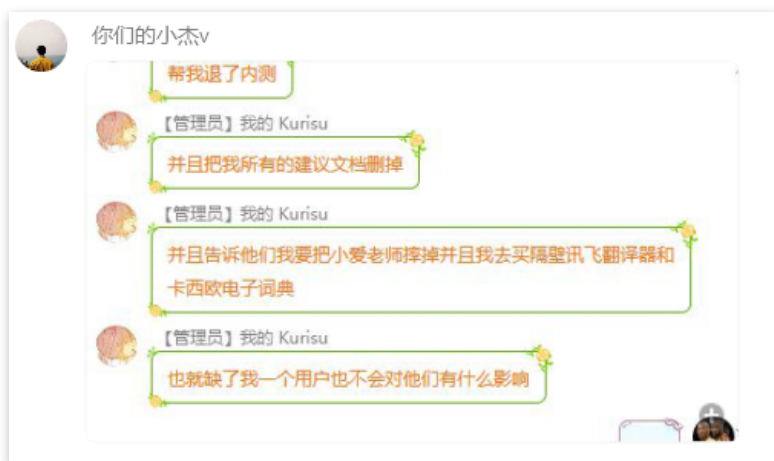 你们的小杰v
帮我退了内测
【管理员】我的 Kurisu
并且把我所有的建议文档删掉
【管理员】我的 Kurisu
并且告诉他们我要把小爱老师摔掉并且我去买隔壁讯飞翻译器和
卡西欧电子词典
【管理员】我的 Kurisu
也就缺了我一个用户也不会对他们有什么影响